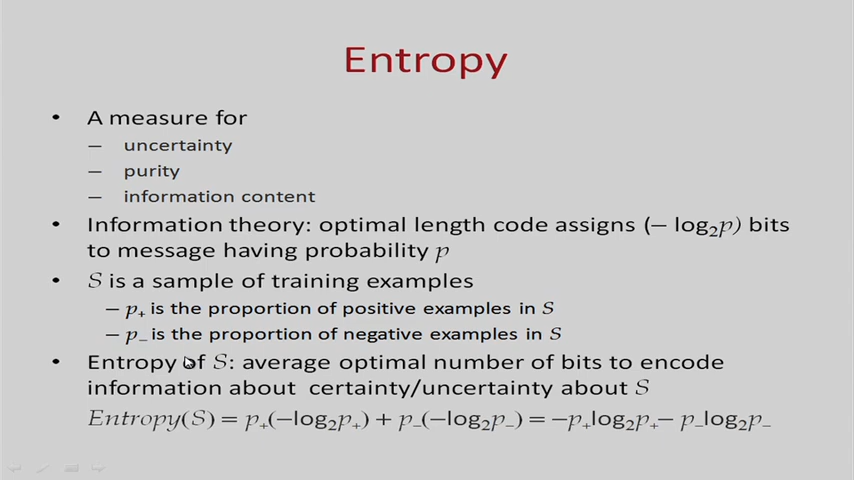 Entropy
• A measure for
– uncertainty
– purity
– information content
• Information theory: optimal length code assigns (− log₂p) bits
to message having probability p
• S is a sample of training examples
– p₊ is the proportion of positive examples in S
– p₋ is the proportion of negative examples in S
• Entropy of S: average optimal number of bits to encode
information about certainty/uncertainty about S
Entropy(S) = p₊(−log₂p₊) + p₋(−log₂p₋) = −p₊log₂p₊− p₋log₂p₋